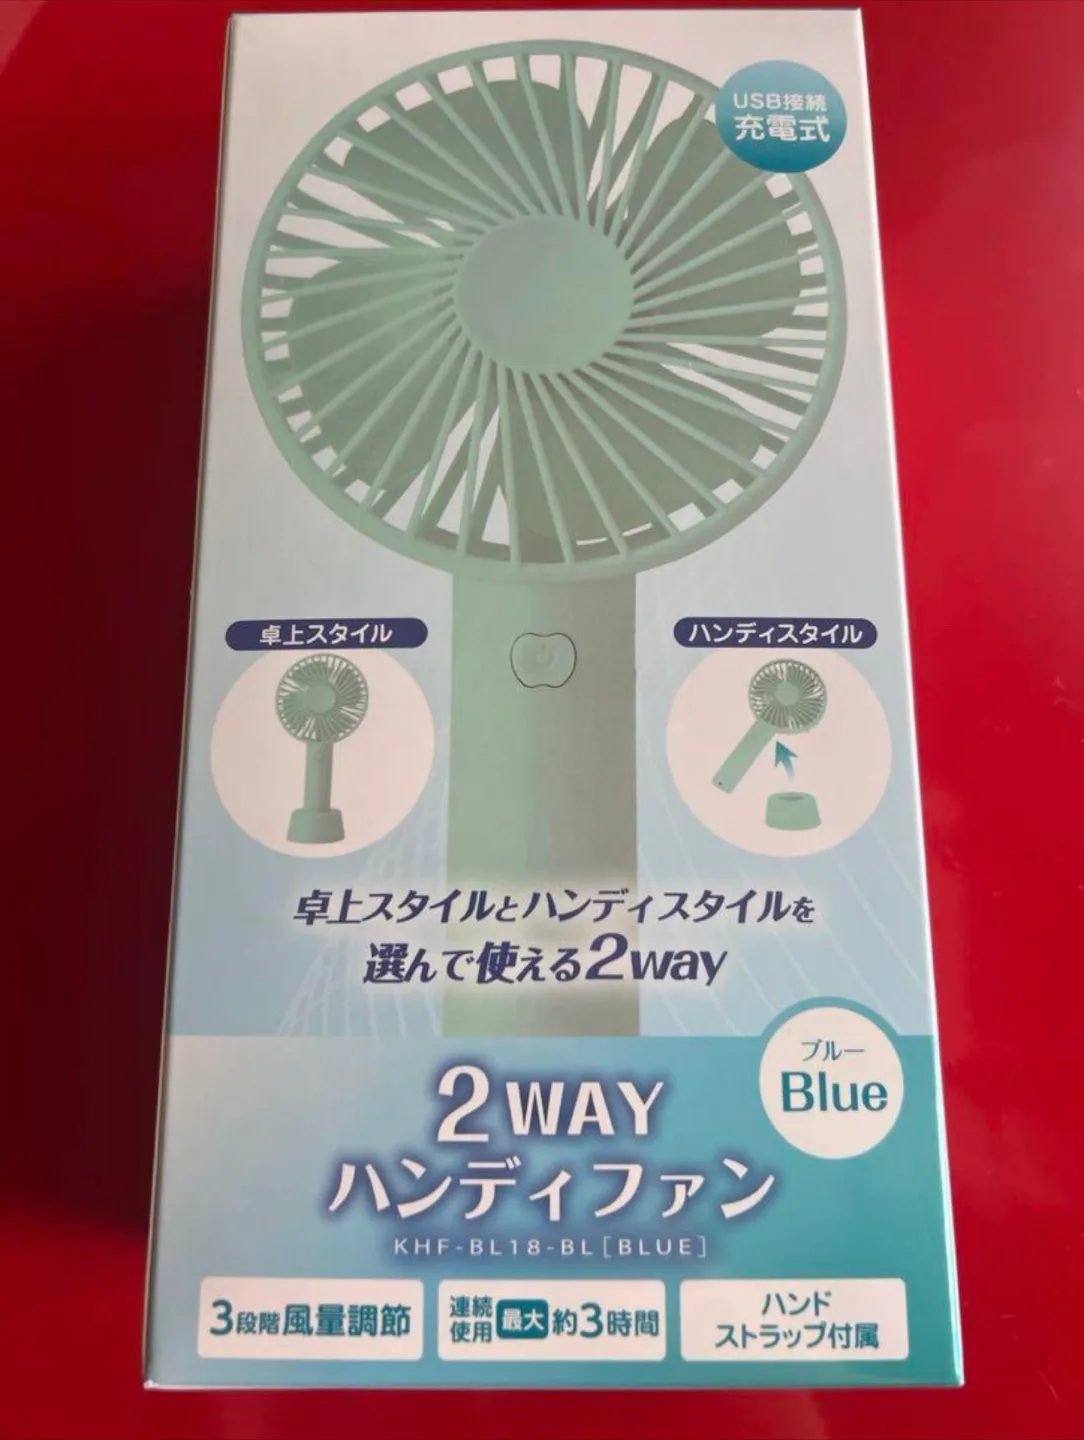 USB接続
充電式
卓上スタイル
ハンディスタイル
卓上スタイルとハンディスタイルを
選んで使える2way
ブルー
Blue
2WAY
ハンディファン
KHF-BL18-BL[BLUE]
3段階風量調節
連続使用 最大 約3時間
ハンド
ストラップ付属